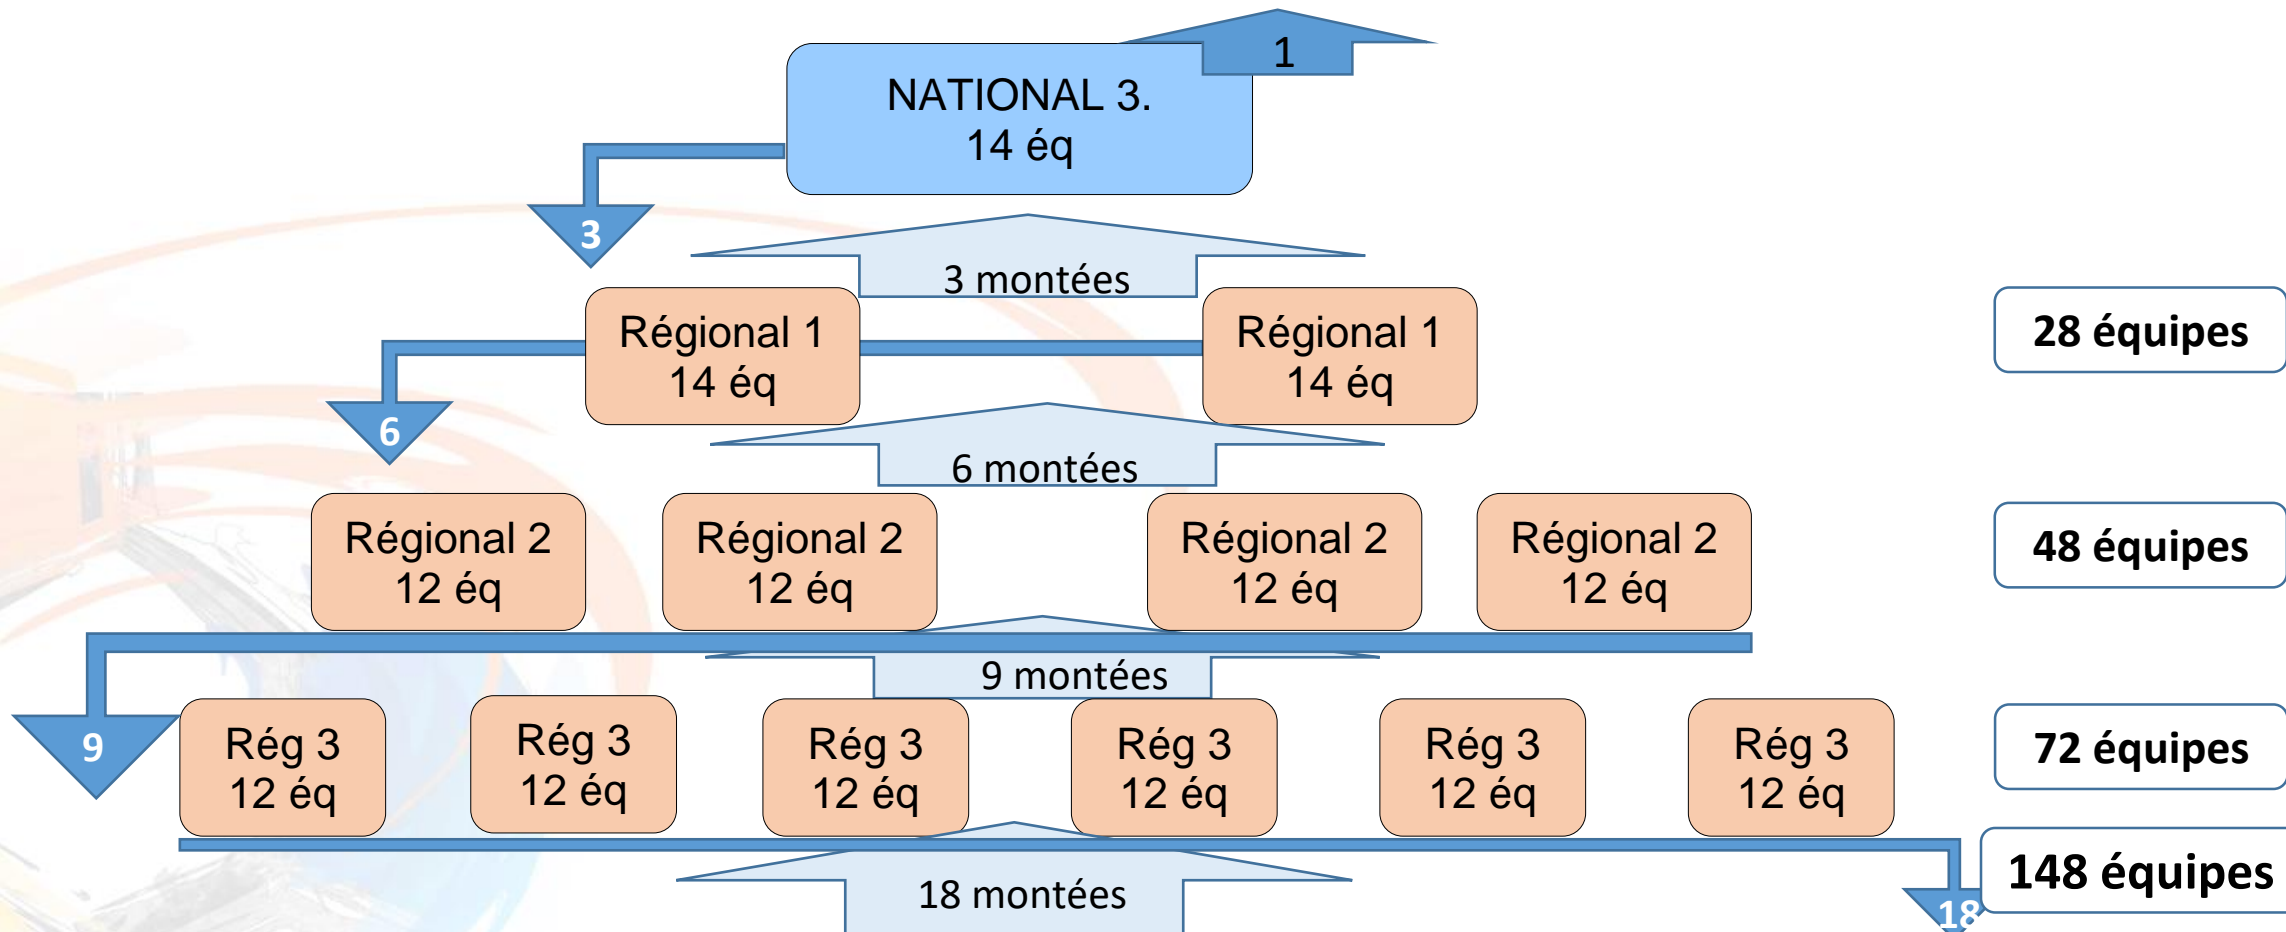 1
NATIONAL 3.
14 éq
3
3 montées
Régional 1
14 éq
Régional 1
14 éq
28 équipes
6
6 montées
Régional 2
12 éq
Régional 2
12 éq
Régional 2
12 éq
Régional 2
12 éq
48 équipes
9 montées
9
Rég 3
12 éq
Rég 3
12 éq
Rég 3
12 éq
Rég 3
12 éq
Rég 3
12 éq
Rég 3
12 éq
72 équipes
148 équipes
18 montées
18